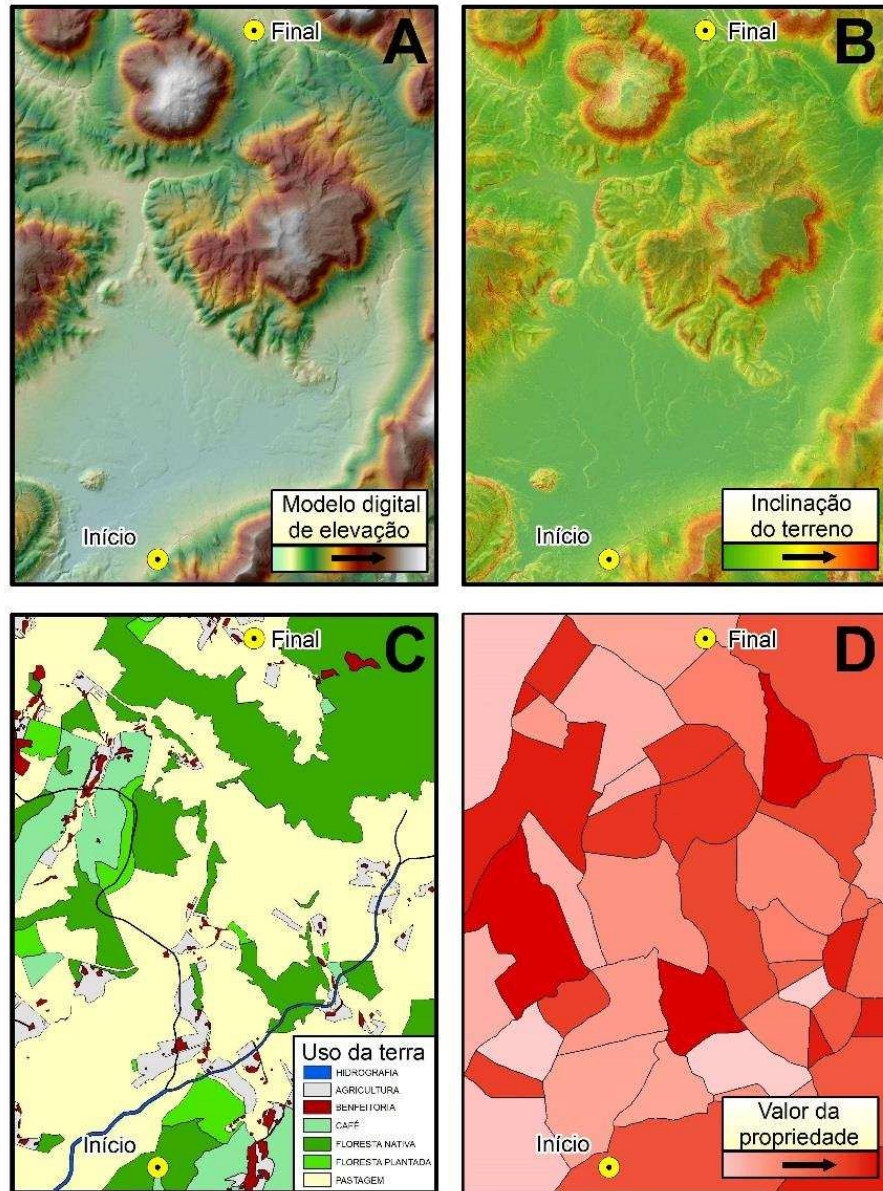 A
Final
Início
Modelo digital
de elevação
B
Final
Início
Inclinação
do terreno
C
Final
Início
Uso da terra
HIDROGRAFIA
AGRICULTURA
BENFEITORIA
CAFÉ
FLORESTA NATIVA
FLORESTA PLANTADA
PASTAGEM
D
Final
Início
Valor da
propriedade